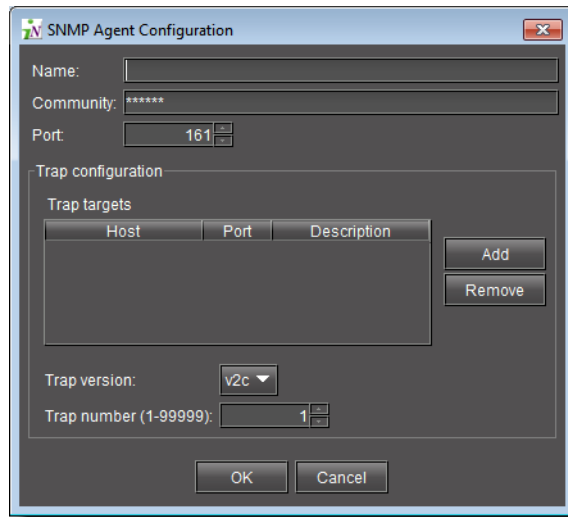 iN SNMP Agent Configuration
Name:
Community: ******
Port: 161
Trap configuration
Trap targets
Host Port Description
Add
Remove
Trap version: v2c
Trap number (1-99999): 1
OK Cancel